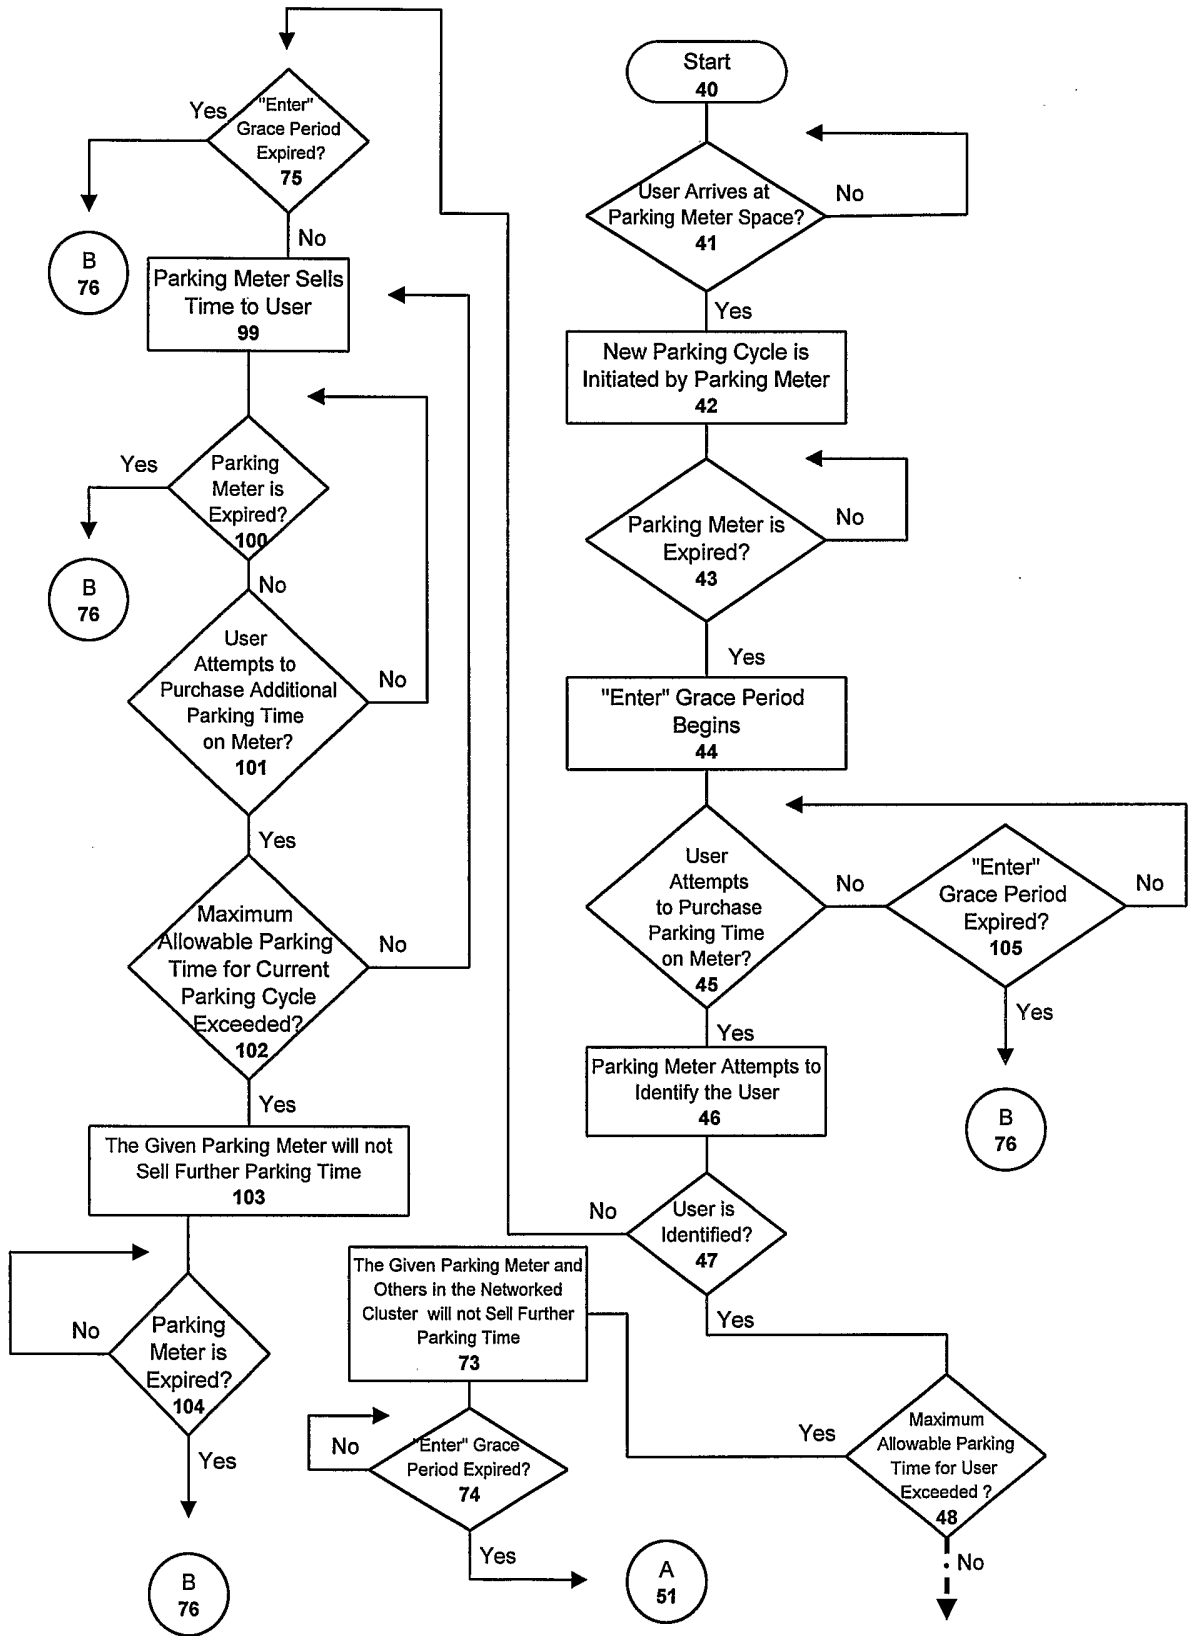 Start
40
User Arrives at
Parking Meter Space?
41
No
Yes
New Parking Cycle is
Initiated by Parking Meter
42
Parking Meter is
Expired?
43
No
Yes
"Enter" Grace Period
Begins
44
User
Attempts
to Purchase
Parking Time
on Meter?
45
No
"Enter"
Grace Period
Expired?
105
No
Yes
B
76
Yes
Parking Meter Attempts to
Identify the User
46
User is
Identified?
47
No
Yes
Maximum
Allowable Parking
Time for User
Exceeded ?
48
Yes
No
The Given Parking Meter and
Others in the Networked
Cluster will not Sell Further
Parking Time
73
"Enter" Grace
Period Expired?
74
No
Yes
A
51
"Enter"
Grace Period
Expired?
75
Yes
B
76
No
Parking Meter Sells
Time to User
99
Parking
Meter is
Expired?
100
Yes
B
76
No
User
Attempts to
Purchase Additional
Parking Time
on Meter?
101
No
Yes
Maximum
Allowable Parking
Time for Current
Parking Cycle
Exceeded?
102
No
Yes
The Given Parking Meter will not
Sell Further Parking Time
103
Parking
Meter is
Expired?
104
No
Yes
B
76